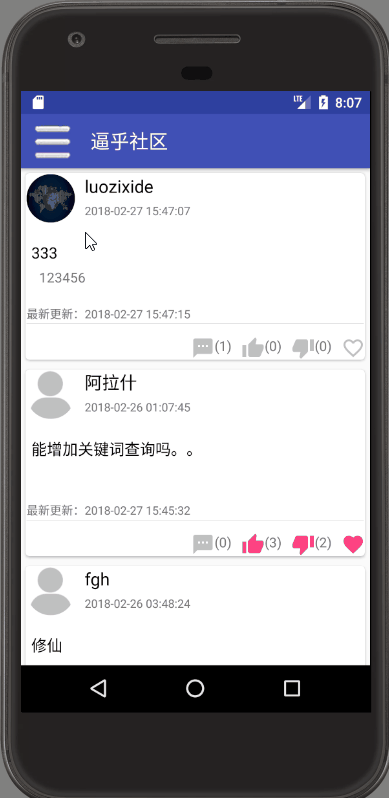 LTE 8:07
逼乎社区
luozixide
2018-02-27 15:47:07
333
123456
最新更新：2018-02-27 15:47:15
(1) (0) (0)
阿拉什
2018-02-26 01:07:45
能增加关键词查询吗。。
最新更新：2018-02-27 15:45:32
(0) (3) (2)
fgh
2018-02-26 03:48:24
修仙